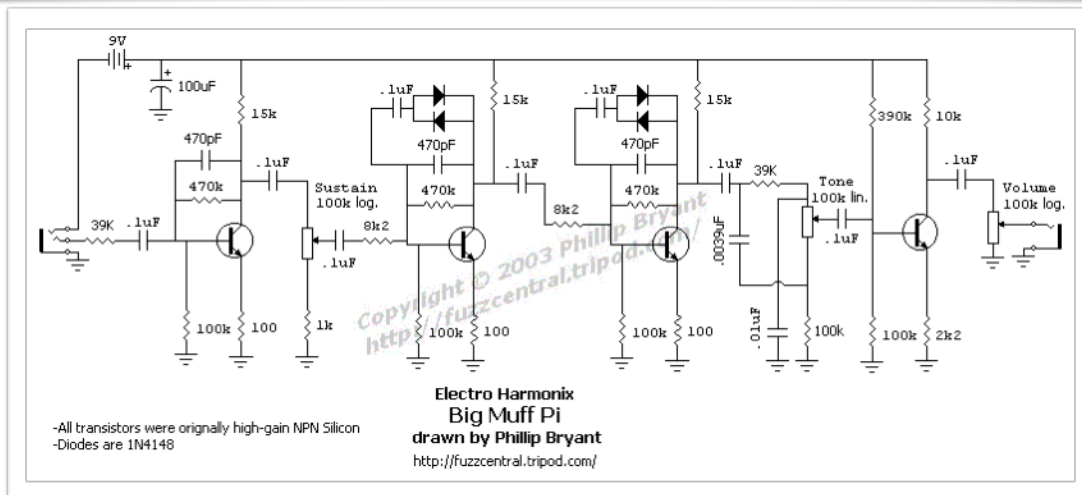 9V
+
+
100uF
15k
470pF
470k
.1uF
39K
.1uF
100k
100
Sustain
100k log.
.1uF
8k2
1k
.1uF
470pF
470k
15k
.1uF
100k
100
8k2
.1uF
470pF
470k
15k
.1uF
100k
100
39K
.0039uF
Tone
100k lin.
.1uF
.01uF
100k
390k
10k
.1uF
100k
2k2
Volume
100k log.
Copyright © 2003 Phillip Bryant
http://fuzzcentral.tripod.com/
Electro Harmonix
Big Muff Pi
drawn by Phillip Bryant
http://fuzzcentral.tripod.com/
-All transistors were orignally high-gain NPN Silicon
-Diodes are 1N4148